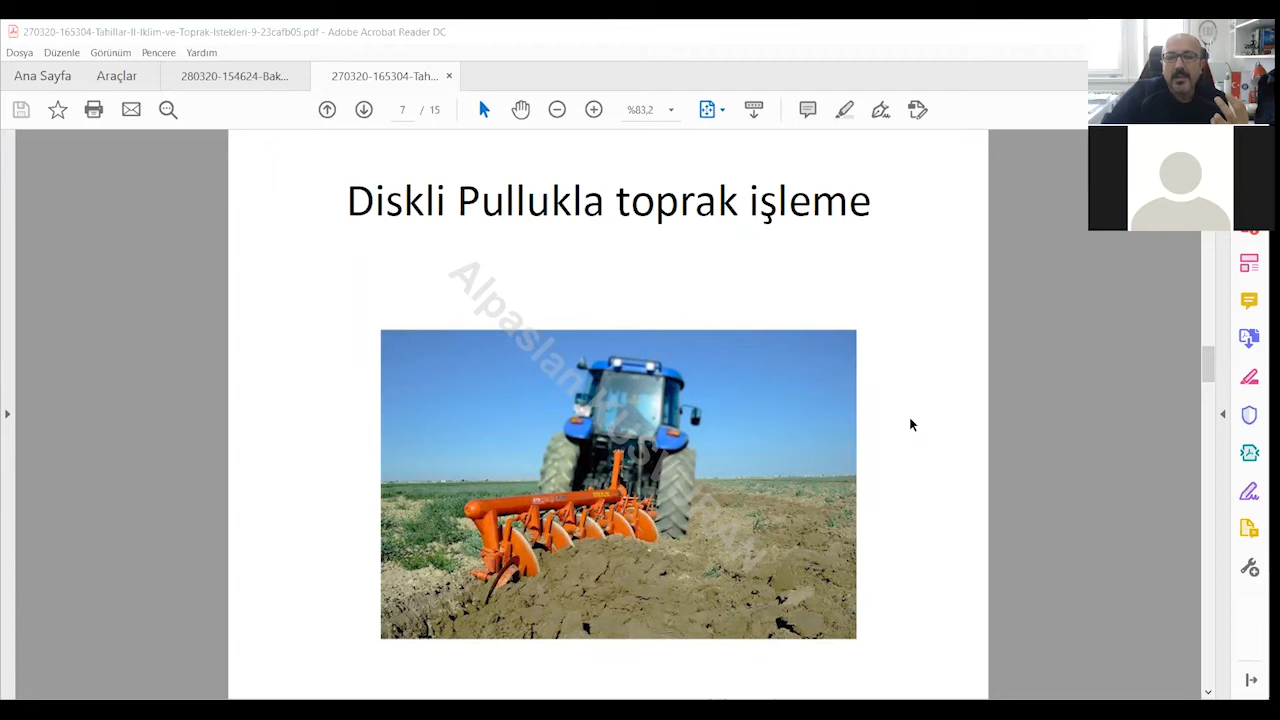 270320-165304-Tahillar-II-Iklim-ve-Toprak-Istekleri-9-23cafb05.pdf - Adobe Acrobat Reader DC
Dosya Düzenle Görünüm Pencere Yardım
Ana Sayfa Araçlar 280320-154624-Bak... 270320-165304-Tah... ×
7 / 15 %83,2
Diskli Pullukla toprak işleme
Alpaslan